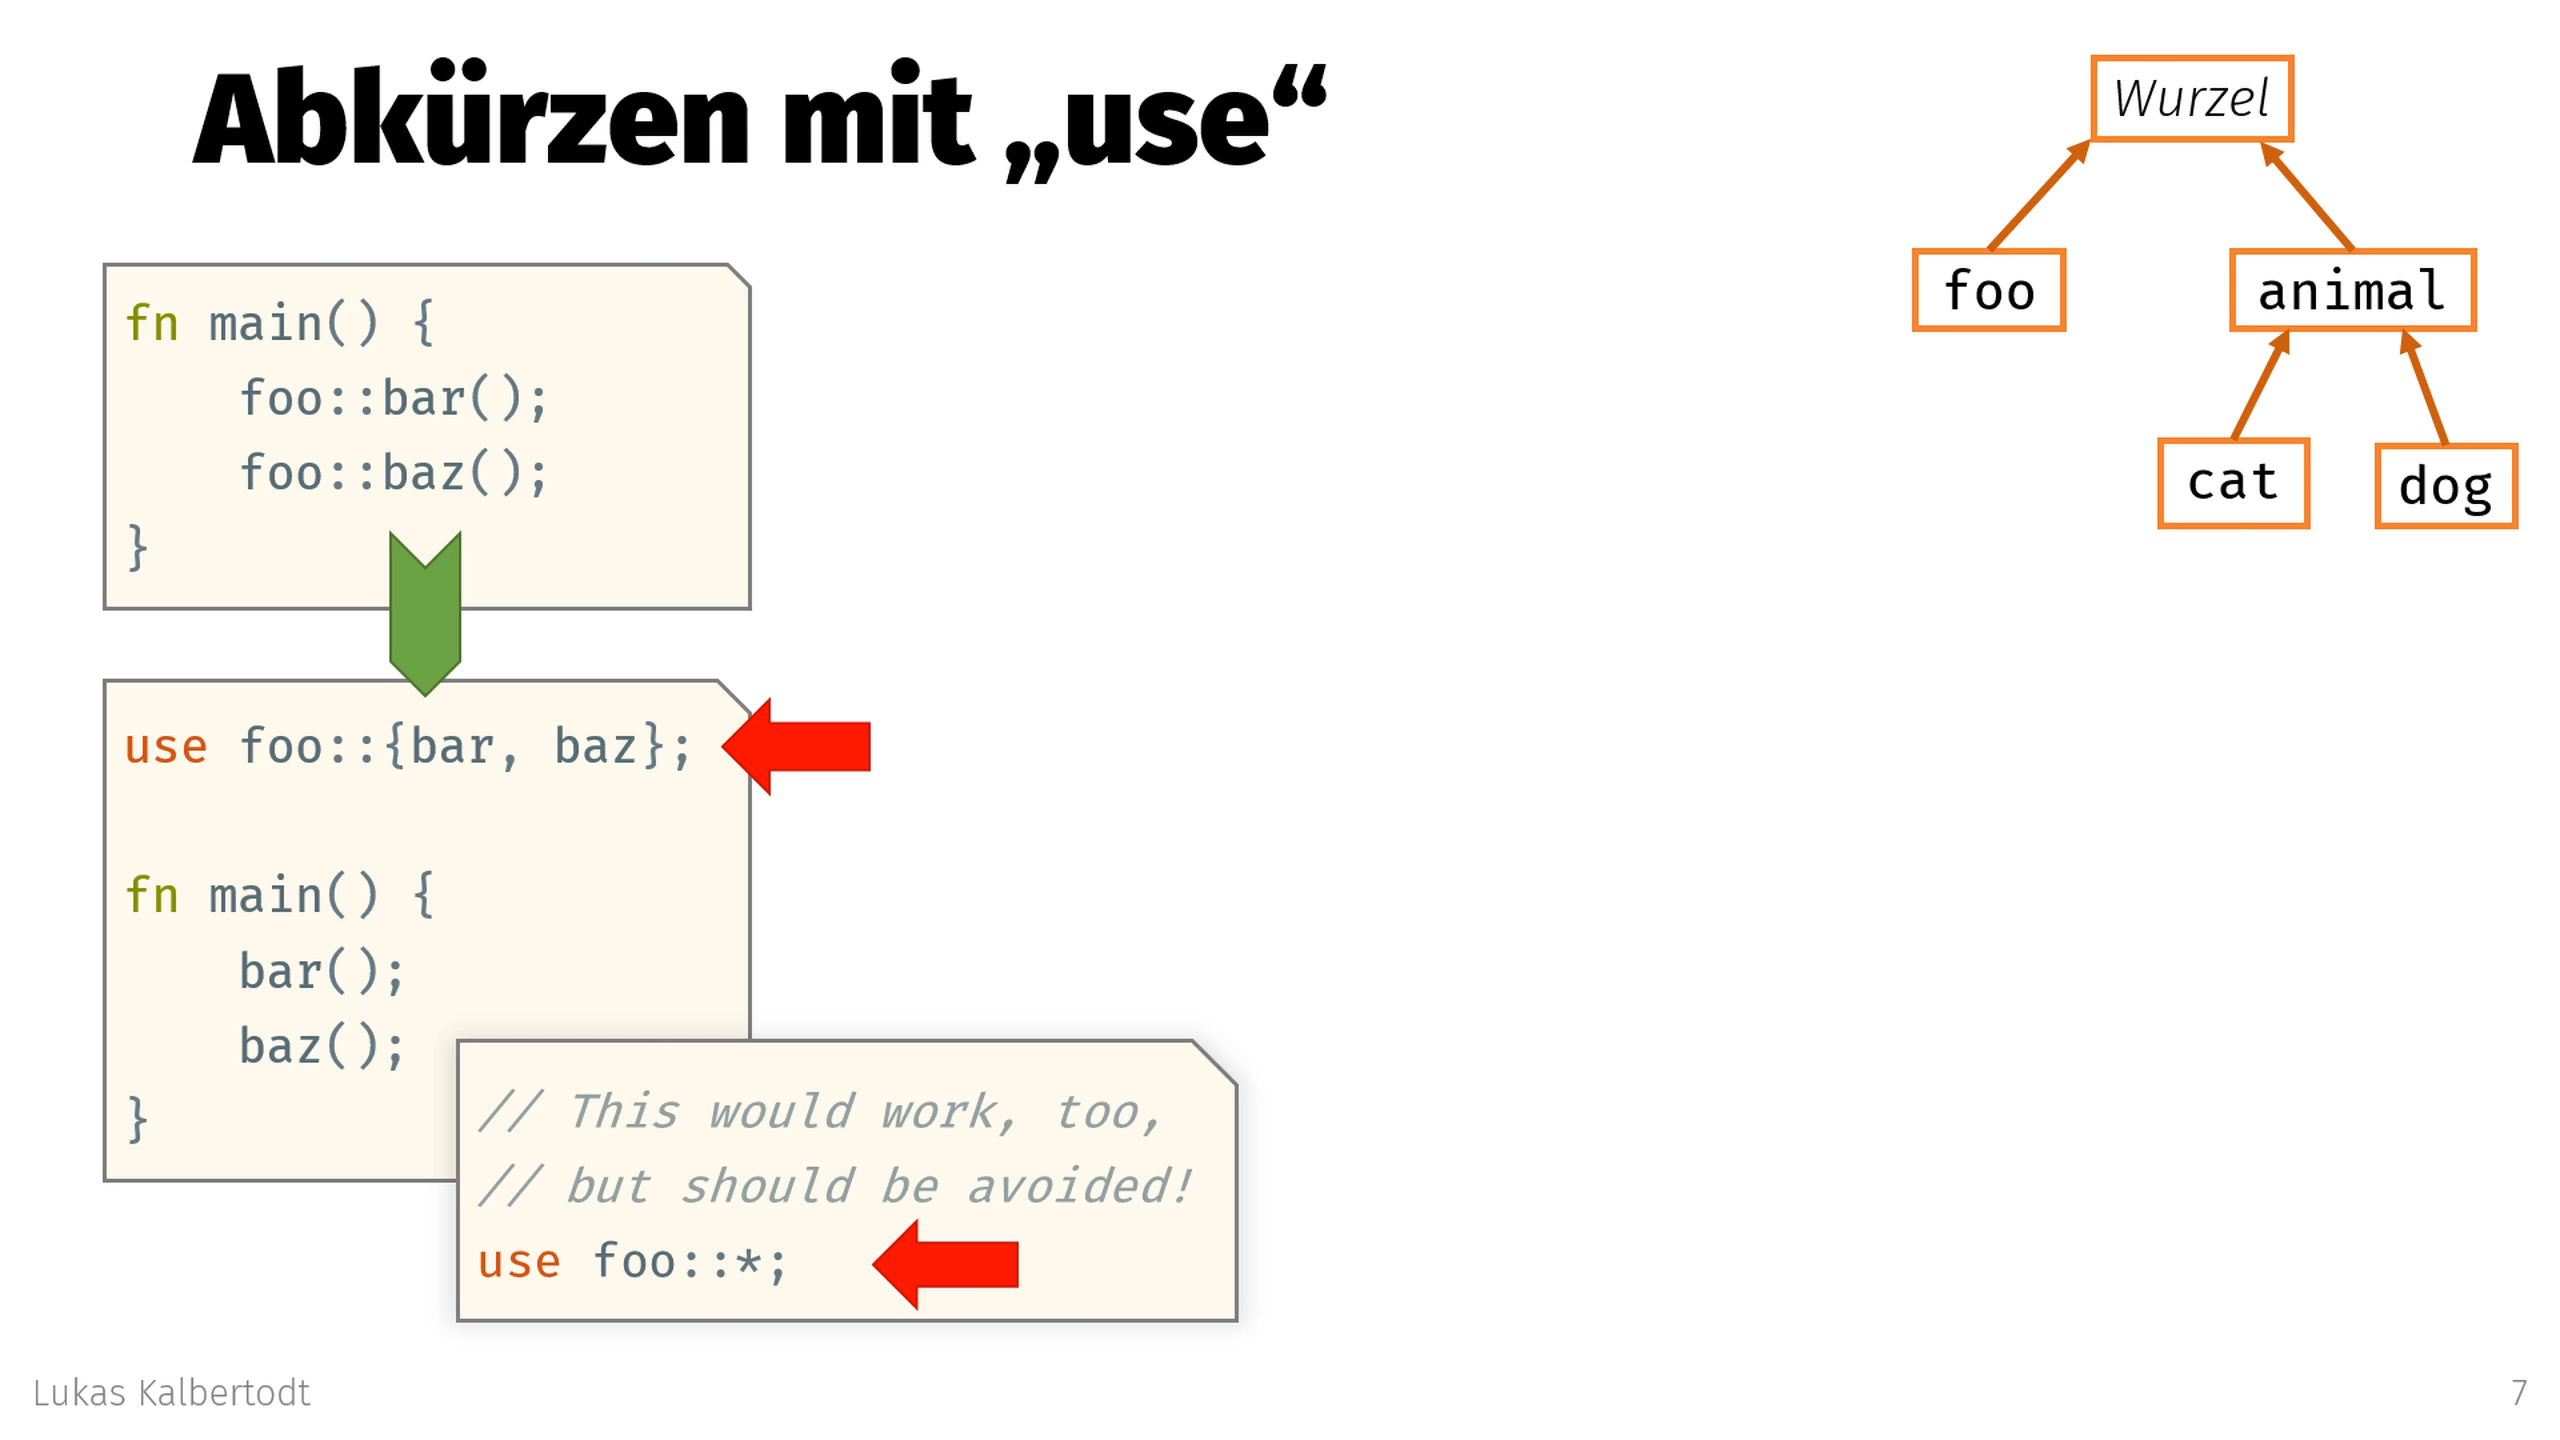 Abkürzen mit „use“
fn main() {
    foo::bar();
    foo::baz();
}
use foo::{bar, baz};

fn main() {
    bar();
    baz();
}
// This would work, too,
// but should be avoided!
use foo::*;
Wurzel
foo
animal
cat
dog
Lukas Kalbertodt
7